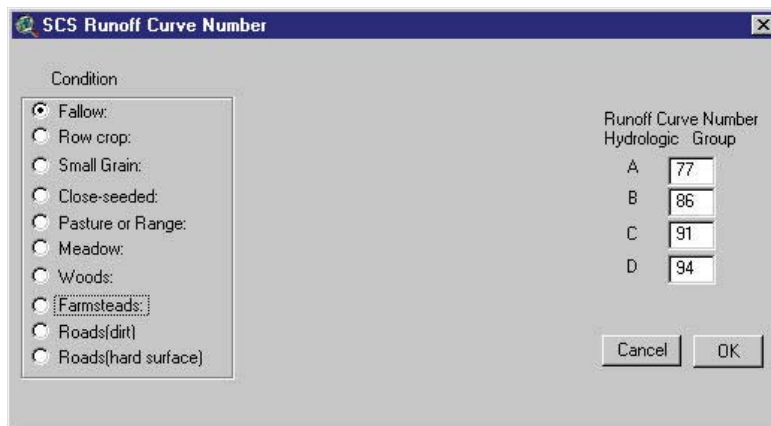 SCS Runoff Curve Number
Condition
Fallow:
Row crop:
Small Grain:
Close-seeded:
Pasture or Range:
Meadow:
Woods:
Farmsteads:
Roads(dirt)
Roads(hard surface)
Runoff Curve Number
Hydrologic Group
A 77
B 86
C 91
D 94
Cancel OK